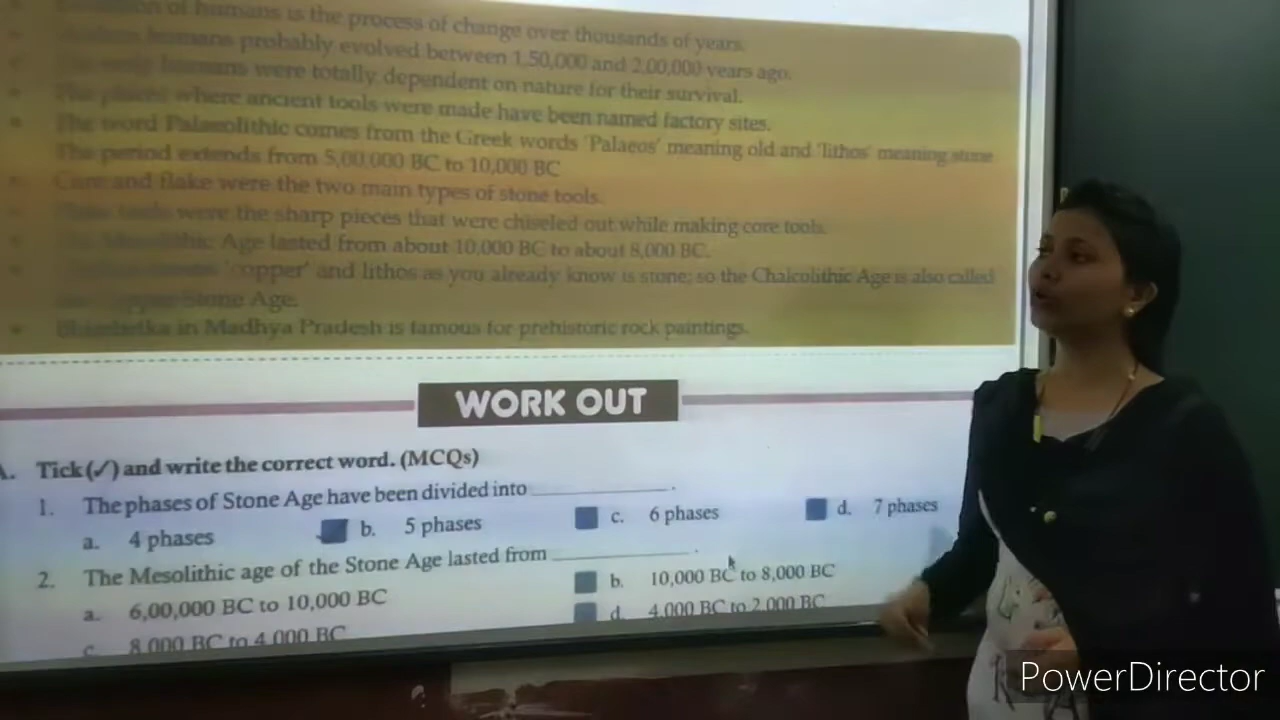 of humans is the process of change over thousands of years.
humans probably evolved between 1,50,000 and 2,00,000 years ago.
humans were totally dependent on nature for their survival.
The places where ancient tools were made have been named factory sites.
The word Palaeolithic comes from the Greek words 'Palaeos' meaning old and 'lithos' meaning stone
The period extends from 5,00,000 BC to 10,000 BC
Core and flake were the two main types of stone tools.
tools were the sharp pieces that were chiseled out while making core tools.
Mesolithic Age lasted from about 10,000 BC to about 8,000 BC.
'copper' and lithos as you already know is stone; so the Chalcolithic Age is also called
Stone Age.
Bhimbetka in Madhya Pradesh is famous for prehistoric rock paintings.
WORK OUT
A. Tick (✓) and write the correct word. (MCQs)
1. The phases of Stone Age have been divided into ____________.
a. 4 phases b. 5 phases c. 6 phases d. 7 phases
2. The Mesolithic age of the Stone Age lasted from ____________.
a. 6,00,000 BC to 10,000 BC b. 10,000 BC to 8,000 BC
c. 8,000 BC to 4,000 BC d. 4,000 BC to 2,000 BC
PowerDirector